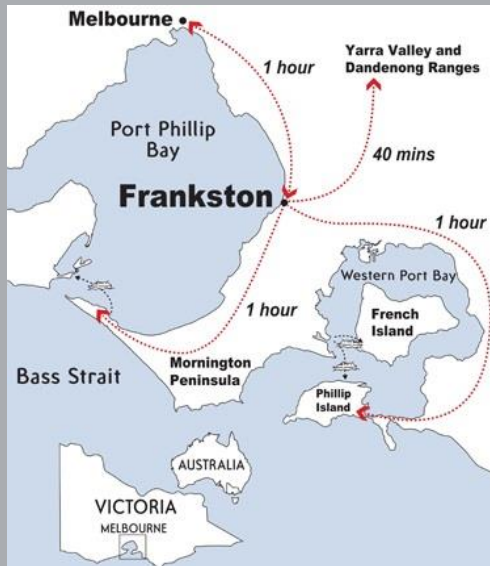 Melbourne
1 hour
Yarra Valley and
Dandenong Ranges
Port Phillip
Bay
40 mins
Frankston
1 hour
Western Port Bay
1 hour
French
Island
Mornington
Peninsula
Bass Strait
Phillip
Island
AUSTRALIA
VICTORIA
MELBOURNE